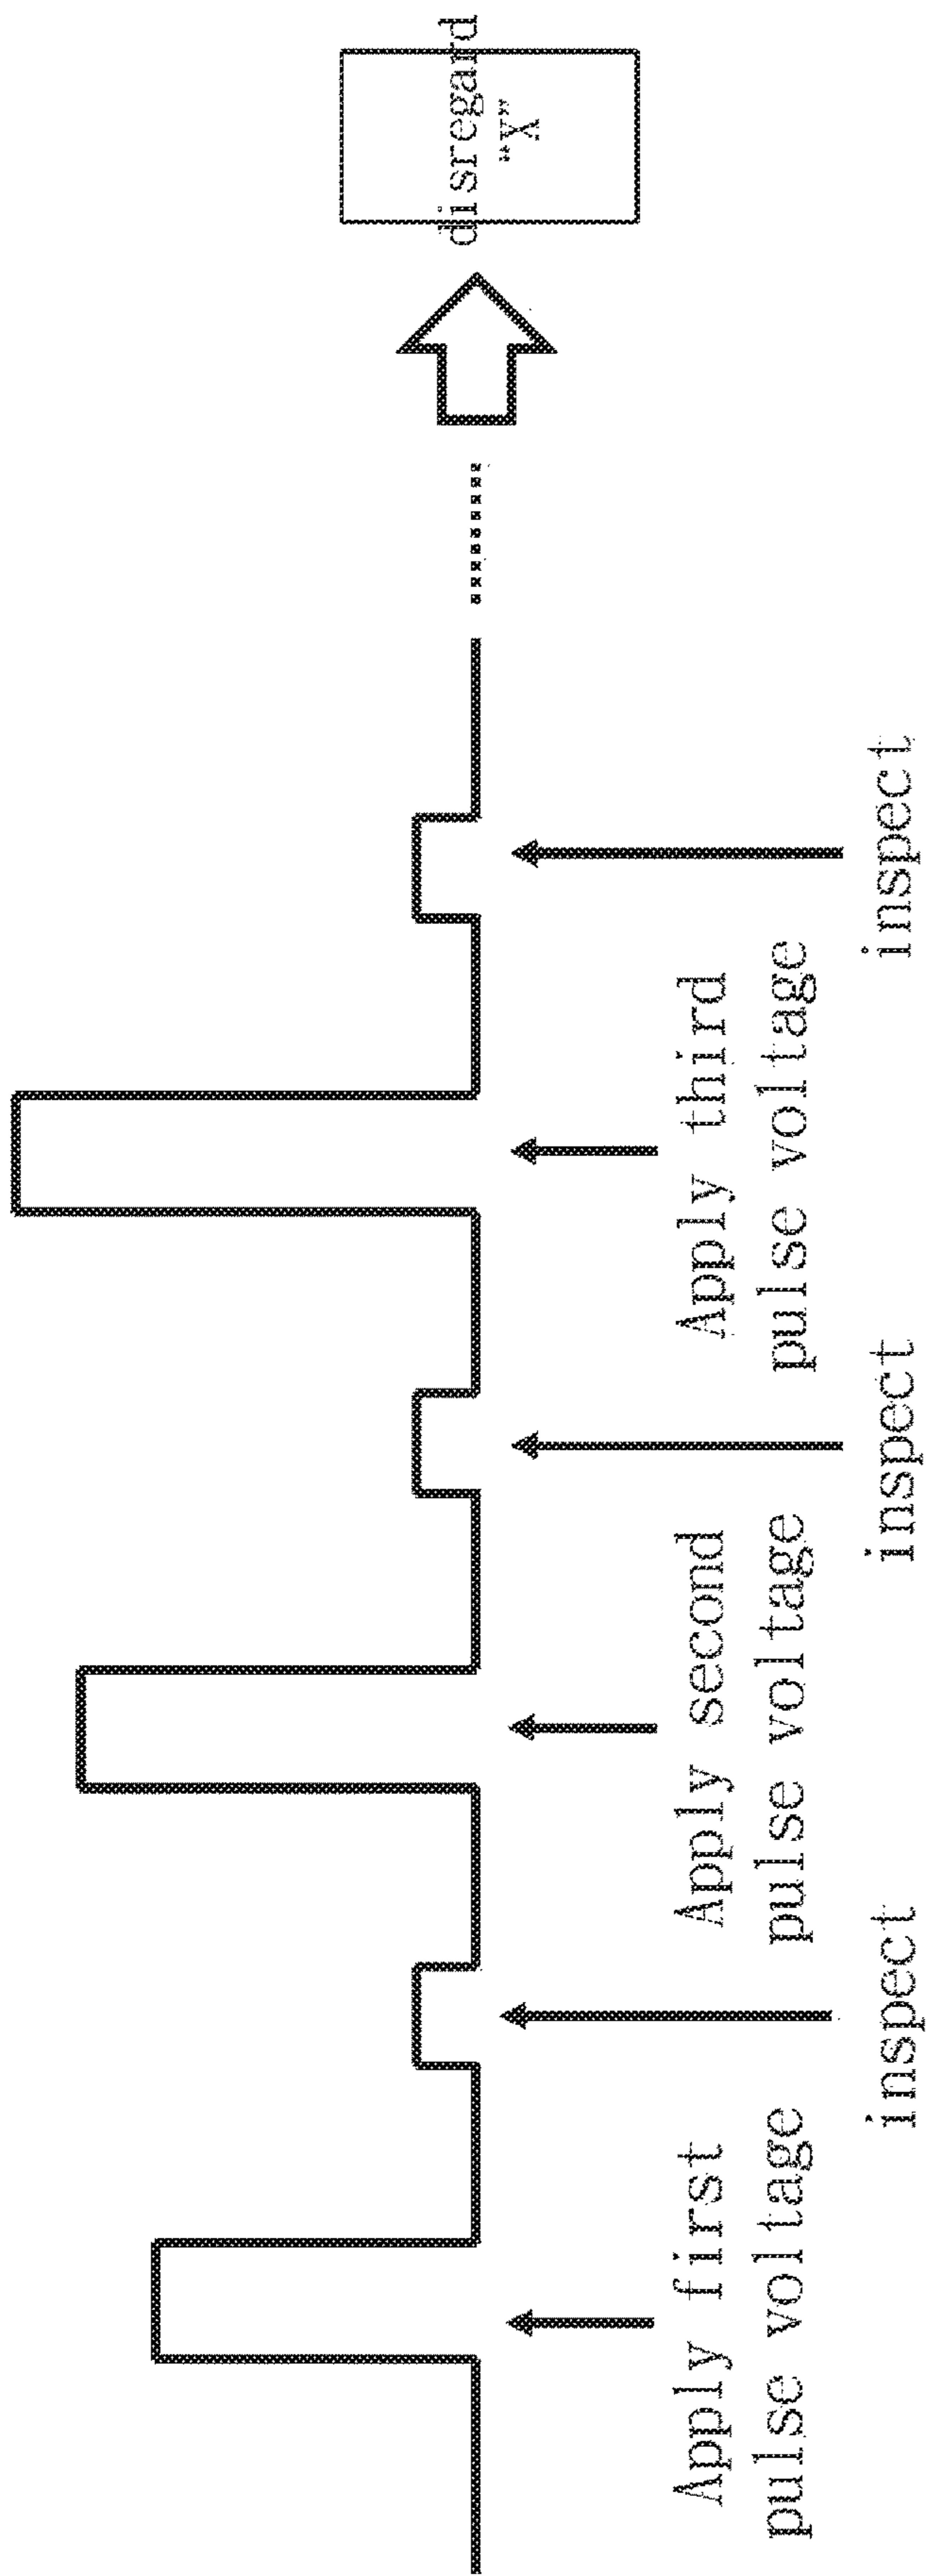 Apply first
pulse voltage
inspect
Apply second
pulse voltage
inspect
Apply third
pulse voltage
inspect
disregard
“X”